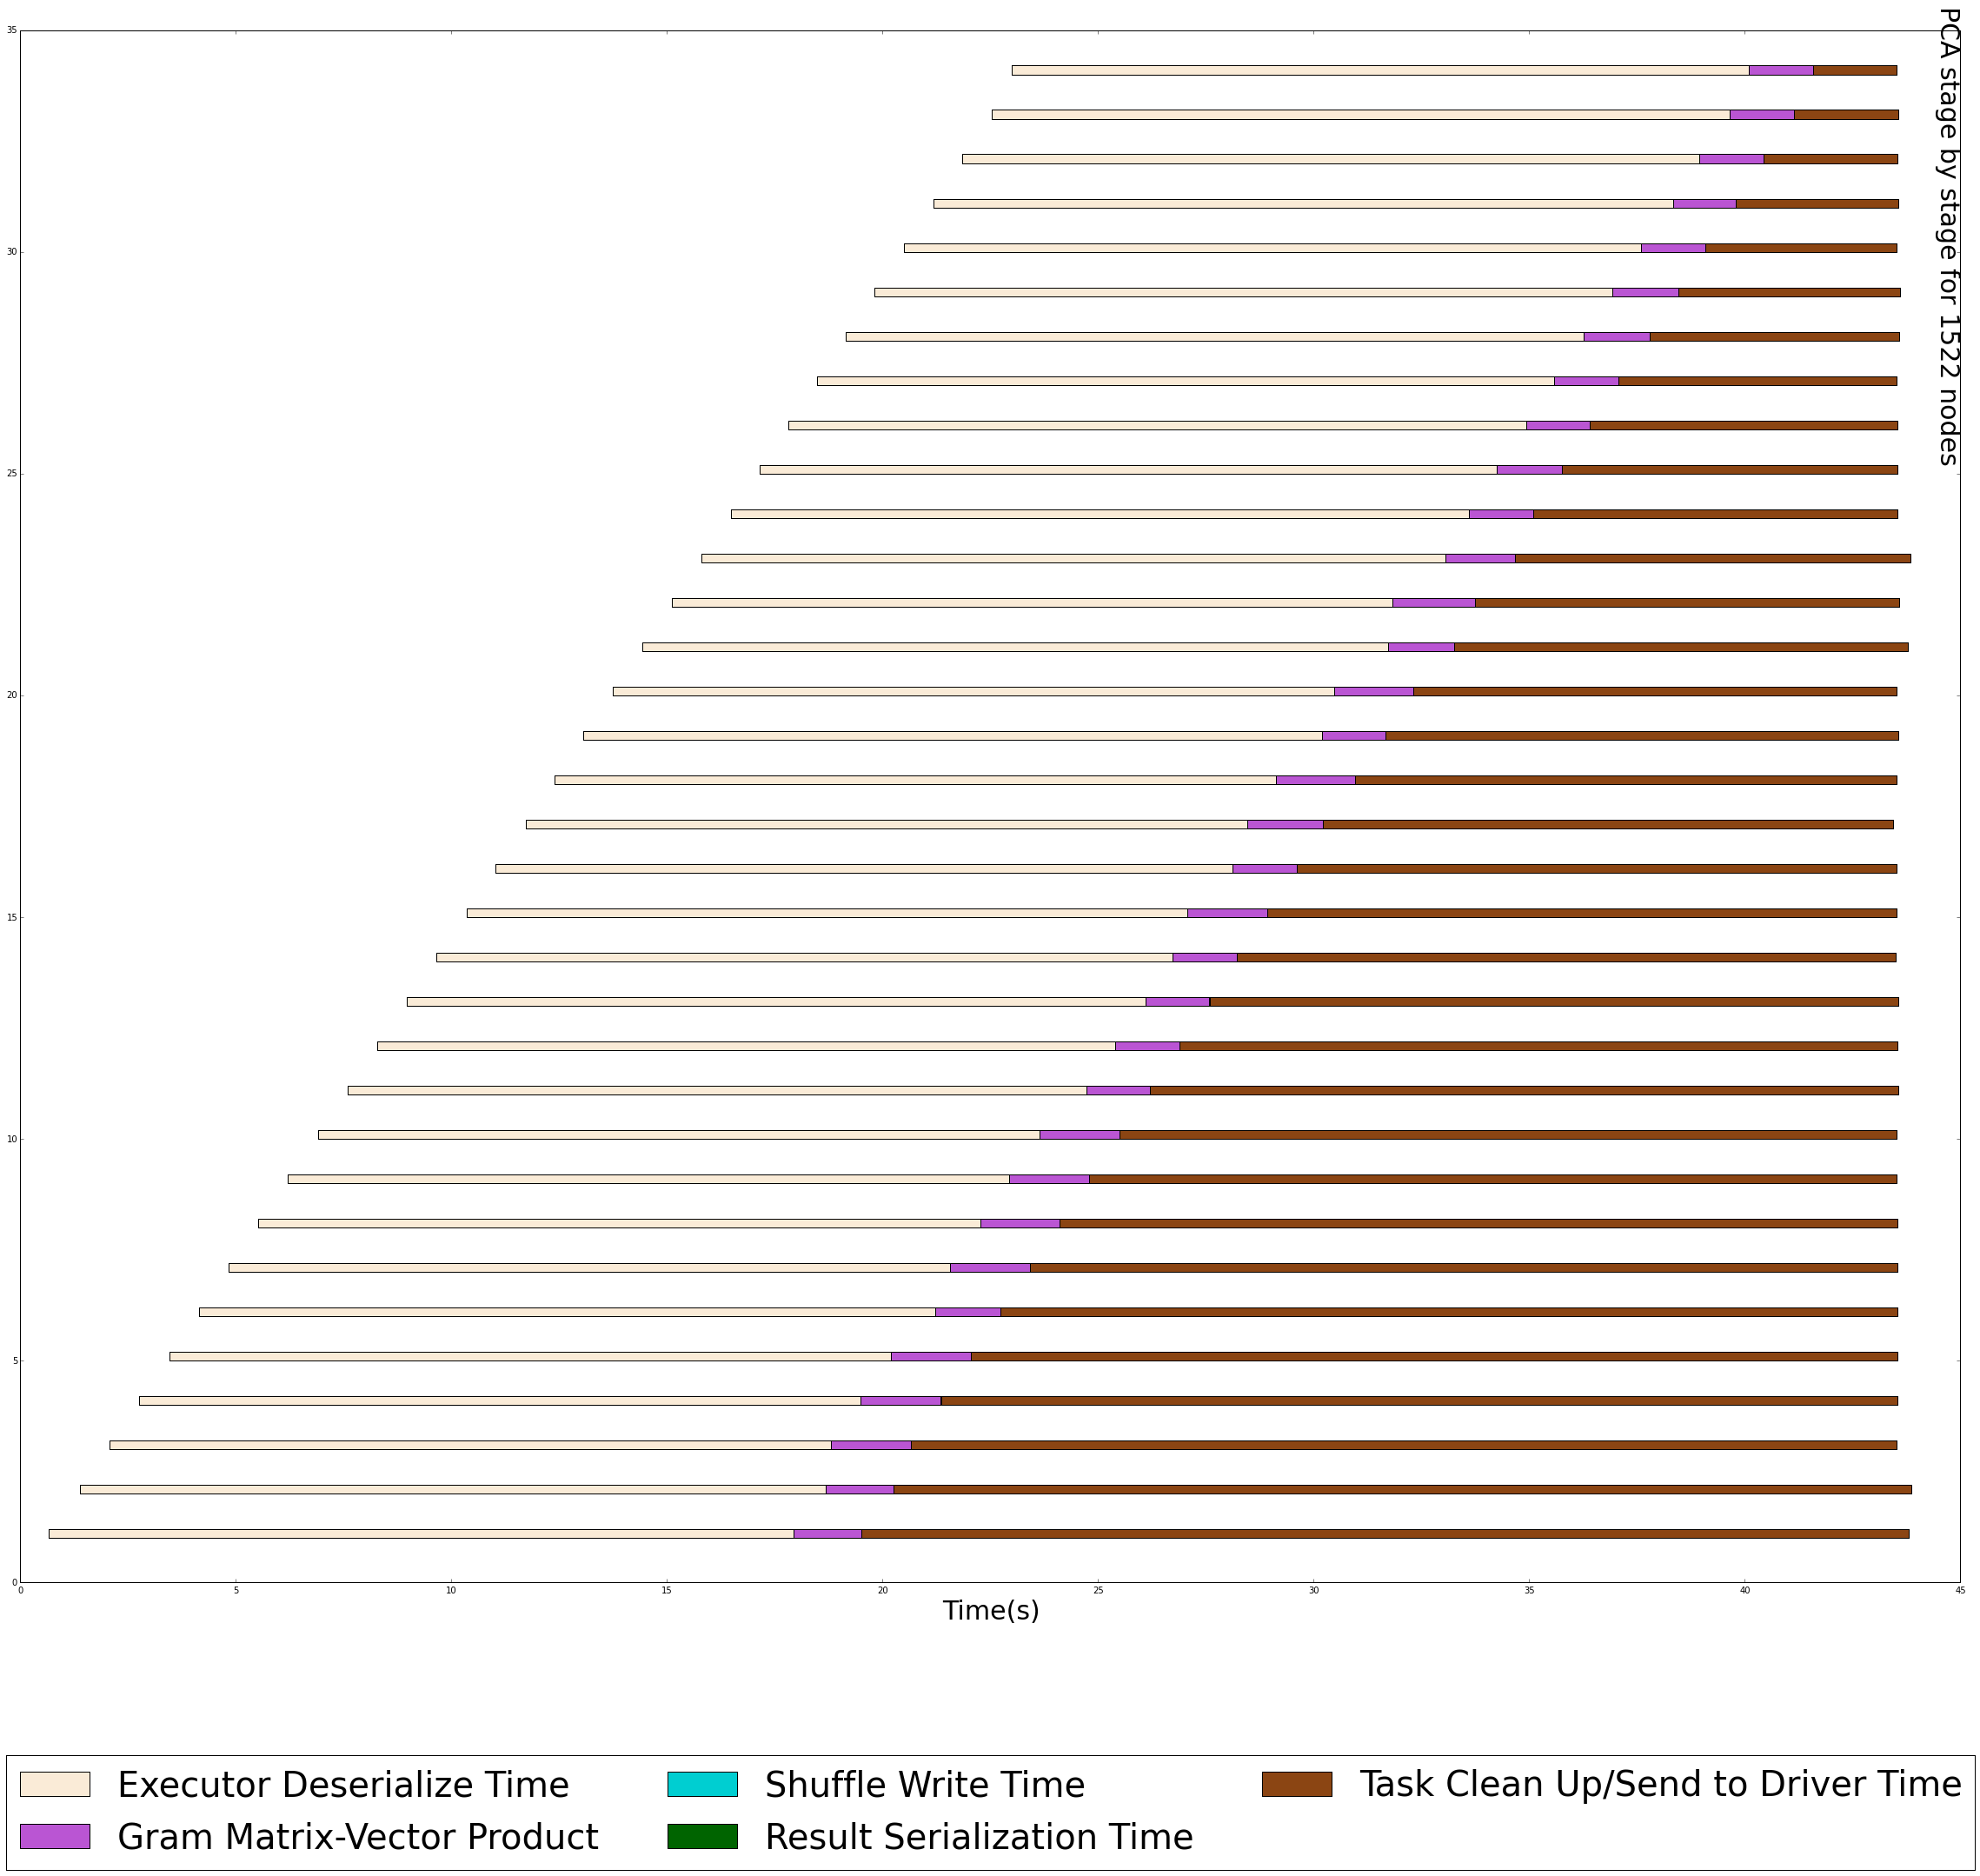 PCA stage by stage for 1522 nodes
35
30
25
20
15
10
5
0
0 5 10 15 20 25 30 35 40 45
Time(s)
Executor Deserialize Time
Gram Matrix-Vector Product
Shuffle Write Time
Result Serialization Time
Task Clean Up/Send to Driver Time